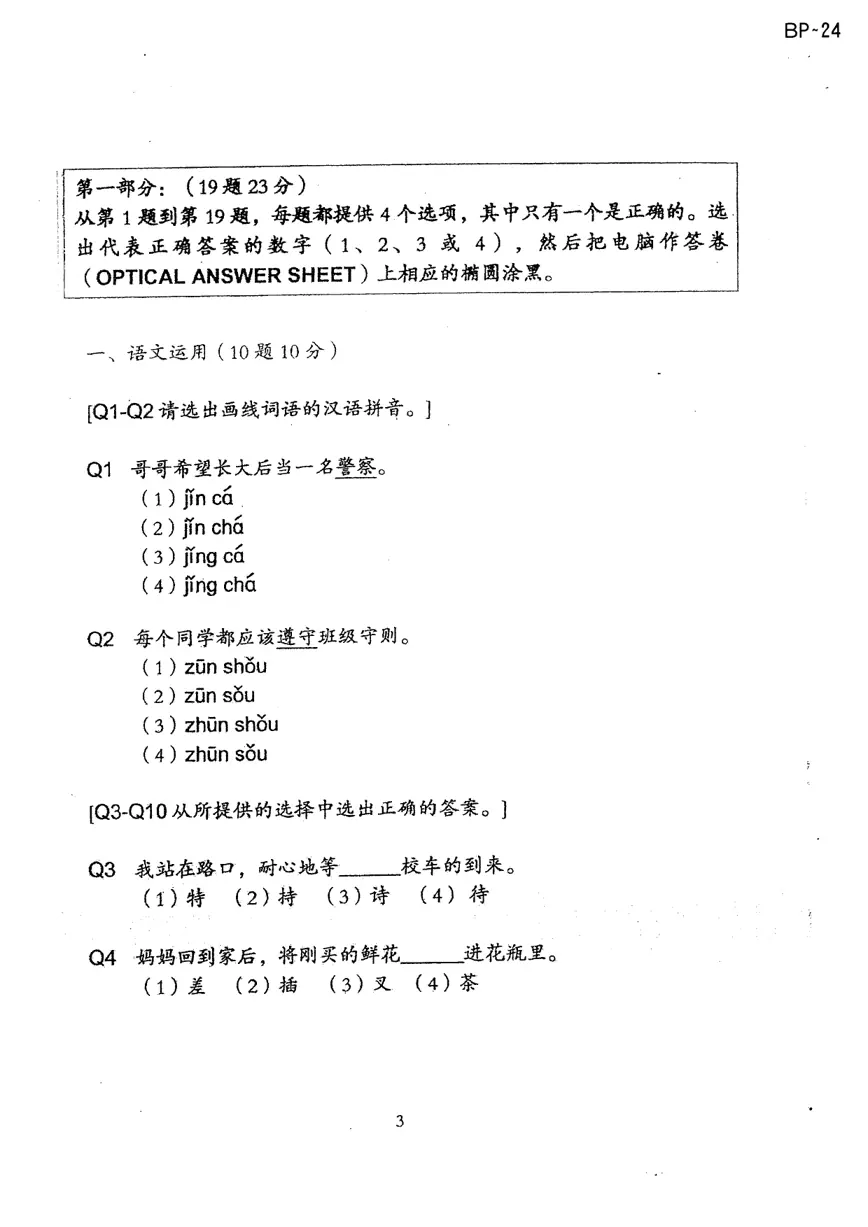 BP-24
第一部分：（19题23分）
从第1题到第19题，每题都提供4个选项，其中只有一个是正确的。选
出代表正确答案的数字（1、2、3或4），然后把电脑作答卷
（OPTICAL ANSWER SHEET）上相应的椭圆涂黑。
一、语文运用（10题10分）
[Q1-Q2请选出画线词语的汉语拼音。]
Q1 哥哥希望长大后当一名警察。
（1）jǐn cá
（2）jǐn chá
（3）jǐng cá
（4）jǐng chá
Q2 每个同学都应该遵守班级守则。
（1）zūn shǒu
（2）zūn sǒu
（3）zhūn shǒu
（4）zhūn sǒu
[Q3-Q10从所提供的选择中选出正确的答案。]
Q3 我站在路口，耐心地等______校车的到来。
（1）特 （2）持 （3）诗 （4）待
Q4 妈妈回到家后，将刚买的鲜花______进花瓶里。
（1）差 （2）插 （3）叉 （4）茶
3